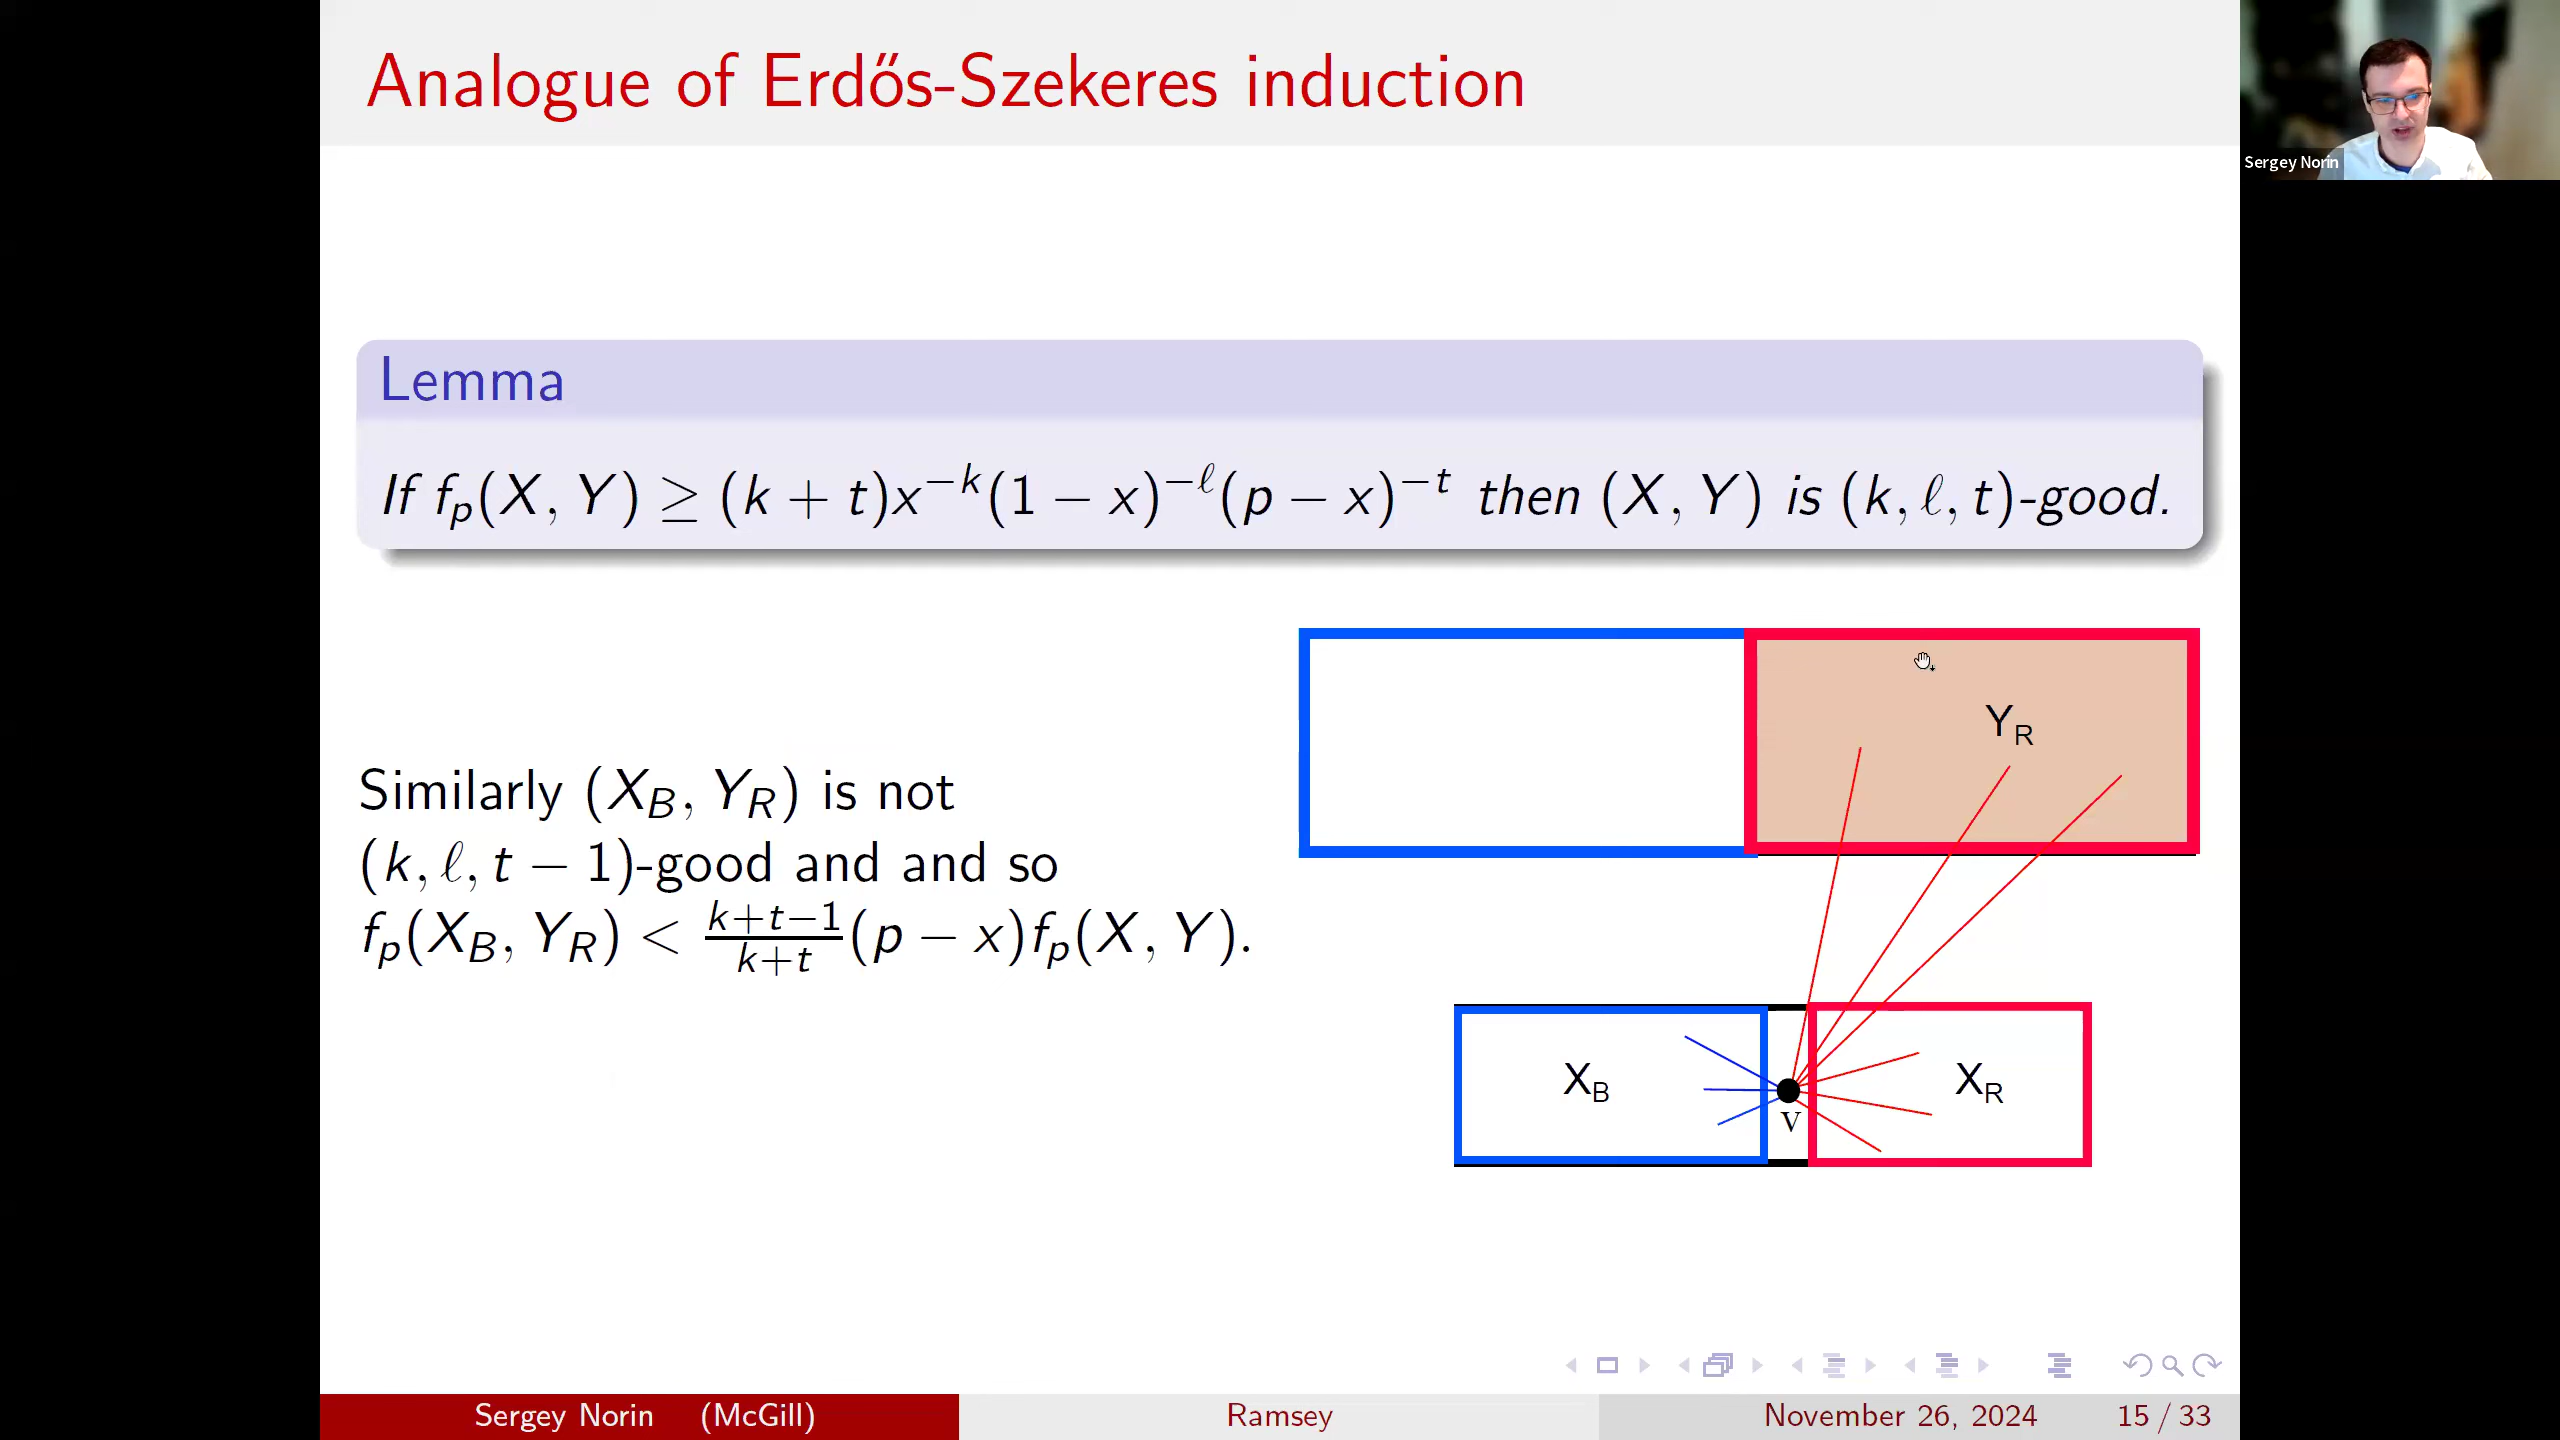 Analogue of Erdős-Szekeres induction
Sergey Norin
Lemma
If f_p(X, Y) ≥ (k + t)x^{−k}(1 − x)^{−ℓ}(p − x)^{−t} then (X, Y) is (k, ℓ, t)-good.
Y_R
Similarly (X_B, Y_R) is not
(k, ℓ, t − 1)-good and and so
f_p(X_B, Y_R) < \frac{k+t−1}{k+t}(p − x)f_p(X, Y).
X_B
v
X_R
Sergey Norin (McGill)
Ramsey
November 26, 2024
15 / 33